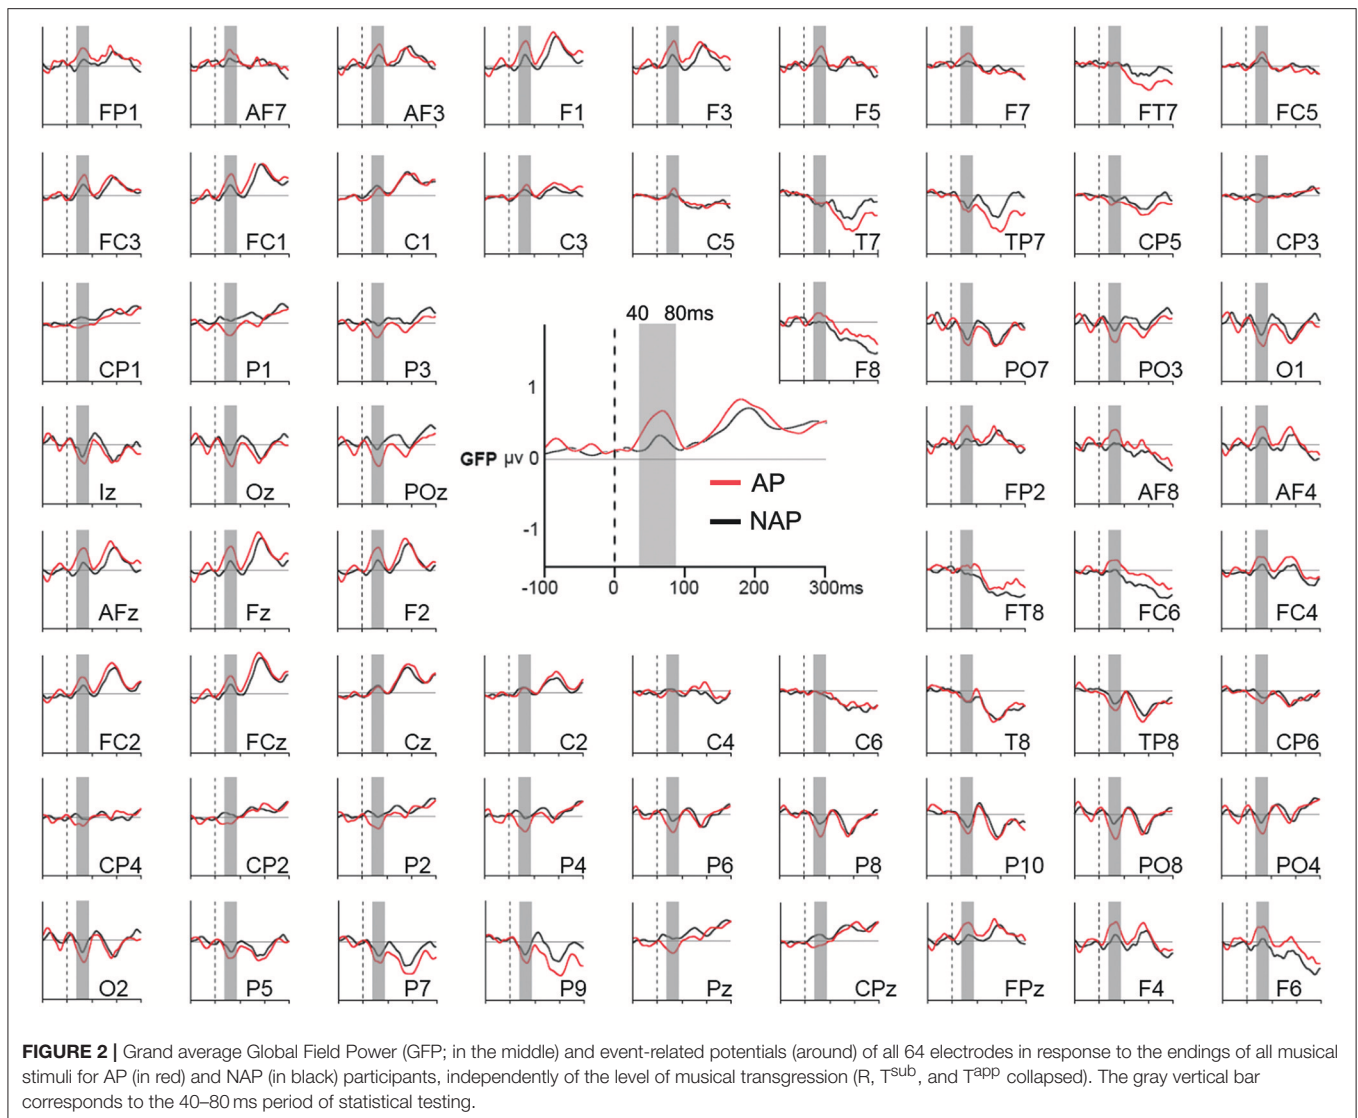 FP1 AF7 AF3 F1 F3 F5 F7 FT7 FC5
FC3 FC1 C1 C3 C5 T7 TP7 CP5 CP3
40 80ms
CP1 P1 P3 F8 PO7 PO3 O1
1
GFP µv 0
-1
AP
NAP
-100 0 100 200 300ms
Iz Oz POz FP2 AF8 AF4
AFz Fz F2 FT8 FC6 FC4
FC2 FCz Cz C2 C4 C6 T8 TP8 CP6
CP4 CP2 P2 P4 P6 P8 P10 PO8 PO4
O2 P5 P7 P9 Pz CPz FPz F4 F6
FIGURE 2 | Grand average Global Field Power (GFP; in the middle) and event-related potentials (around) of all 64 electrodes in response to the endings of all musical
stimuli for AP (in red) and NAP (in black) participants, independently of the level of musical transgression (R, Tsub, and Tapp collapsed). The gray vertical bar
corresponds to the 40–80 ms period of statistical testing.